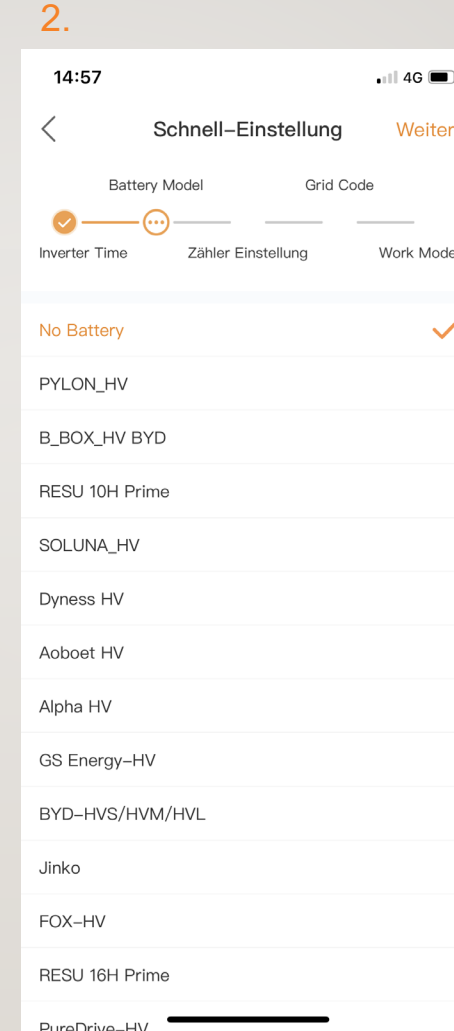 2.
14:57 4G
Schnell-Einstellung Weiter
Battery Model Grid Code
Inverter Time Zähler Einstellung Work Mode
No Battery
PYLON_HV
B_BOX_HV BYD
RESU 10H Prime
SOLUNA_HV
Dyness HV
Aoboet HV
Alpha HV
GS Energy-HV
BYD-HVS/HVM/HVL
Jinko
FOX-HV
RESU 16H Prime
PureDrive-HV